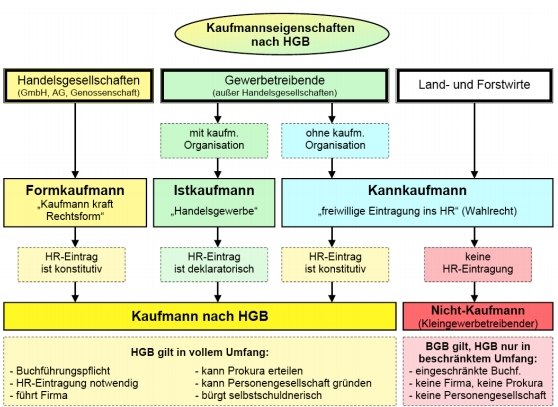 Kaufmannseigenschaften
nach HGB
Handelsgesellschaften
(GmbH, AG, Genossenschaft)
Gewerbetreibende
(außer Handelsgesellschaften)
Land- und Forstwirte
mit kaufm.
Organisation
ohne kaufm.
Organisation
Formkaufmann
„Kaufmann kraft
Rechtsform“
Istkaufmann
„Handelsgewerbe“
Kannkaufmann
„freiwillige Eintragung ins HR“ (Wahlrecht)
HR-Eintrag
ist konstitutiv
HR-Eintrag
ist deklaratorisch
HR-Eintrag
ist konstitutiv
keine
HR-Eintragung
Kaufmann nach HGB
Nicht-Kaufmann
(Kleingewerbetreibender)
HGB gilt in vollem Umfang:
- Buchführungspflicht
- HR-Eintragung notwendig
- führt Firma
- kann Prokura erteilen
- kann Personengesellschaft gründen
- bürgt selbstschuldnerisch
BGB gilt, HGB nur in
beschränktem Umfang:
- eingeschränkte Buchf.
- keine Firma, keine Prokura
- keine Personengesellschaft